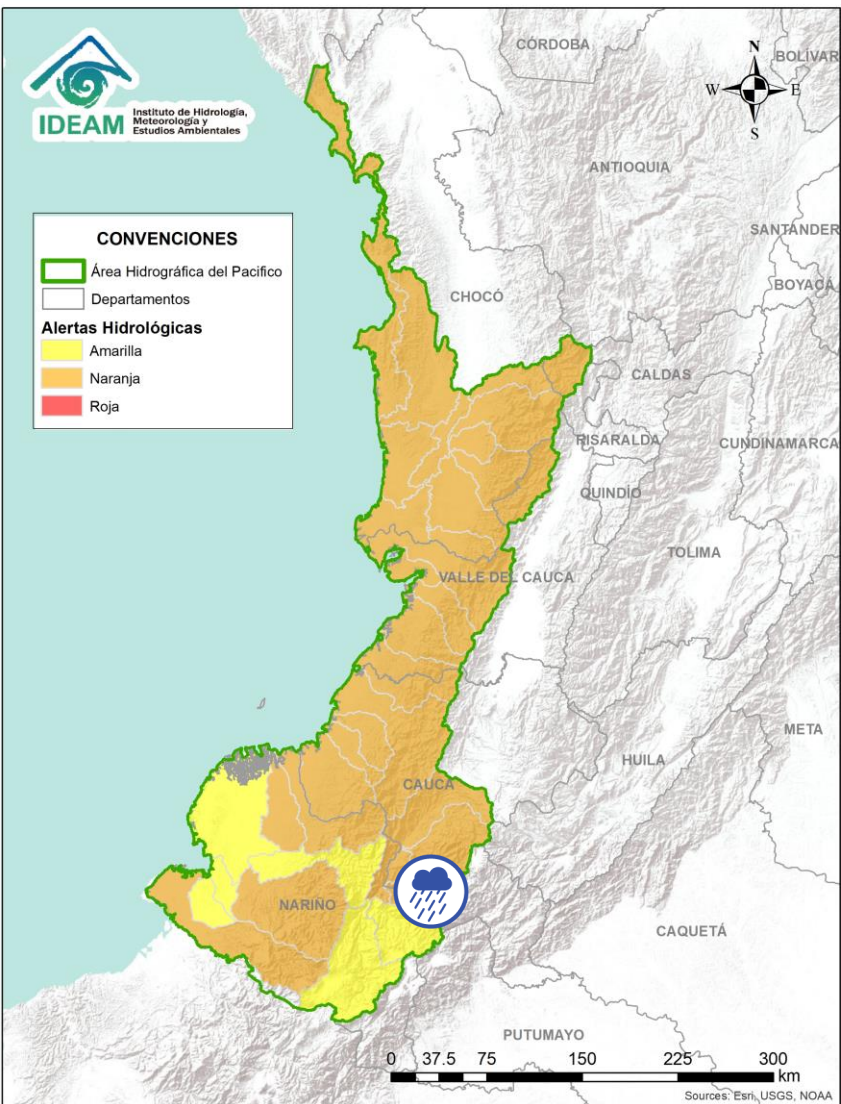 IDEAM
Instituto de Hidrología,
Meteorología y
Estudios Ambientales
CÓRDOBA
BOLÍVAR
N
W
E
S
ANTIOQUIA
SANTANDER
BOYACÁ
CONVENCIONES
Área Hidrográfica del Pacifico
Departamentos
Alertas Hidrológicas
Amarilla
Naranja
Roja
CHOCÓ
CALDAS
RISARALDA
CUNDINAMARCA
QUINDÍO
TOLIMA
VALLE DEL CAUCA
META
HUILA
CAUCA
NARIÑO
CAQUETÁ
PUTUMAYO
0 37.5 75 150 225 300
km
Sources: Esri, USGS, NOAA